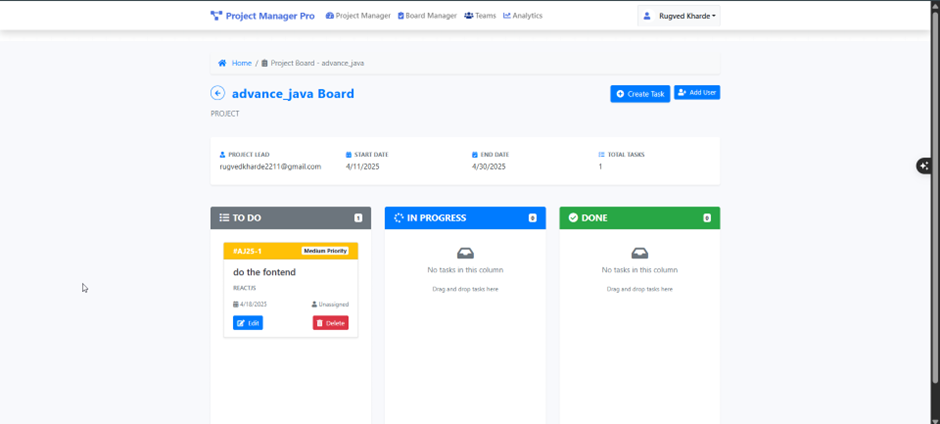 Project Manager Pro Project Manager Board Manager Teams Analytics Rugved Kharde
Home / Project Board - advance_java
advance_java Board Create Task Add User
PROJECT
PROJECT LEAD START DATE END DATE TOTAL TASKS
rugvedkharde2211@gmail.com 4/11/2025 4/30/2025 1
TO DO 1 IN PROGRESS 0 DONE 0
#AJ25-1 Medium Priority
do the fontend
REACTJS
4/18/2025 Unassigned
Edit Delete
No tasks in this column No tasks in this column
Drag and drop tasks here Drag and drop tasks here